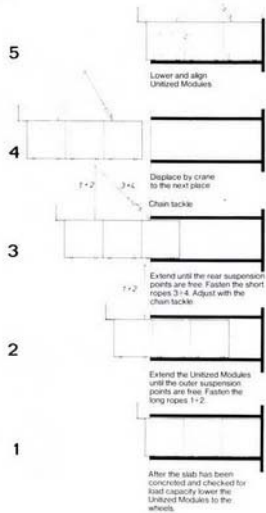 5
Lower and align
Unitized Modules
4
Displace by crane
to the next place
1+2
3+4
Chain tackle
3
Extend until the rear suspension
points are free. Fasten the short
ropes 3+4. Adjust with the
chain tackle
1+2
2
Extend the Unitized Modules
until the outer suspension
points are free. Fasten the
long ropes 1+2.
1
After the slab has been
concreted and checked for
load capacity lower the
Unitized Modules to the
wheels.